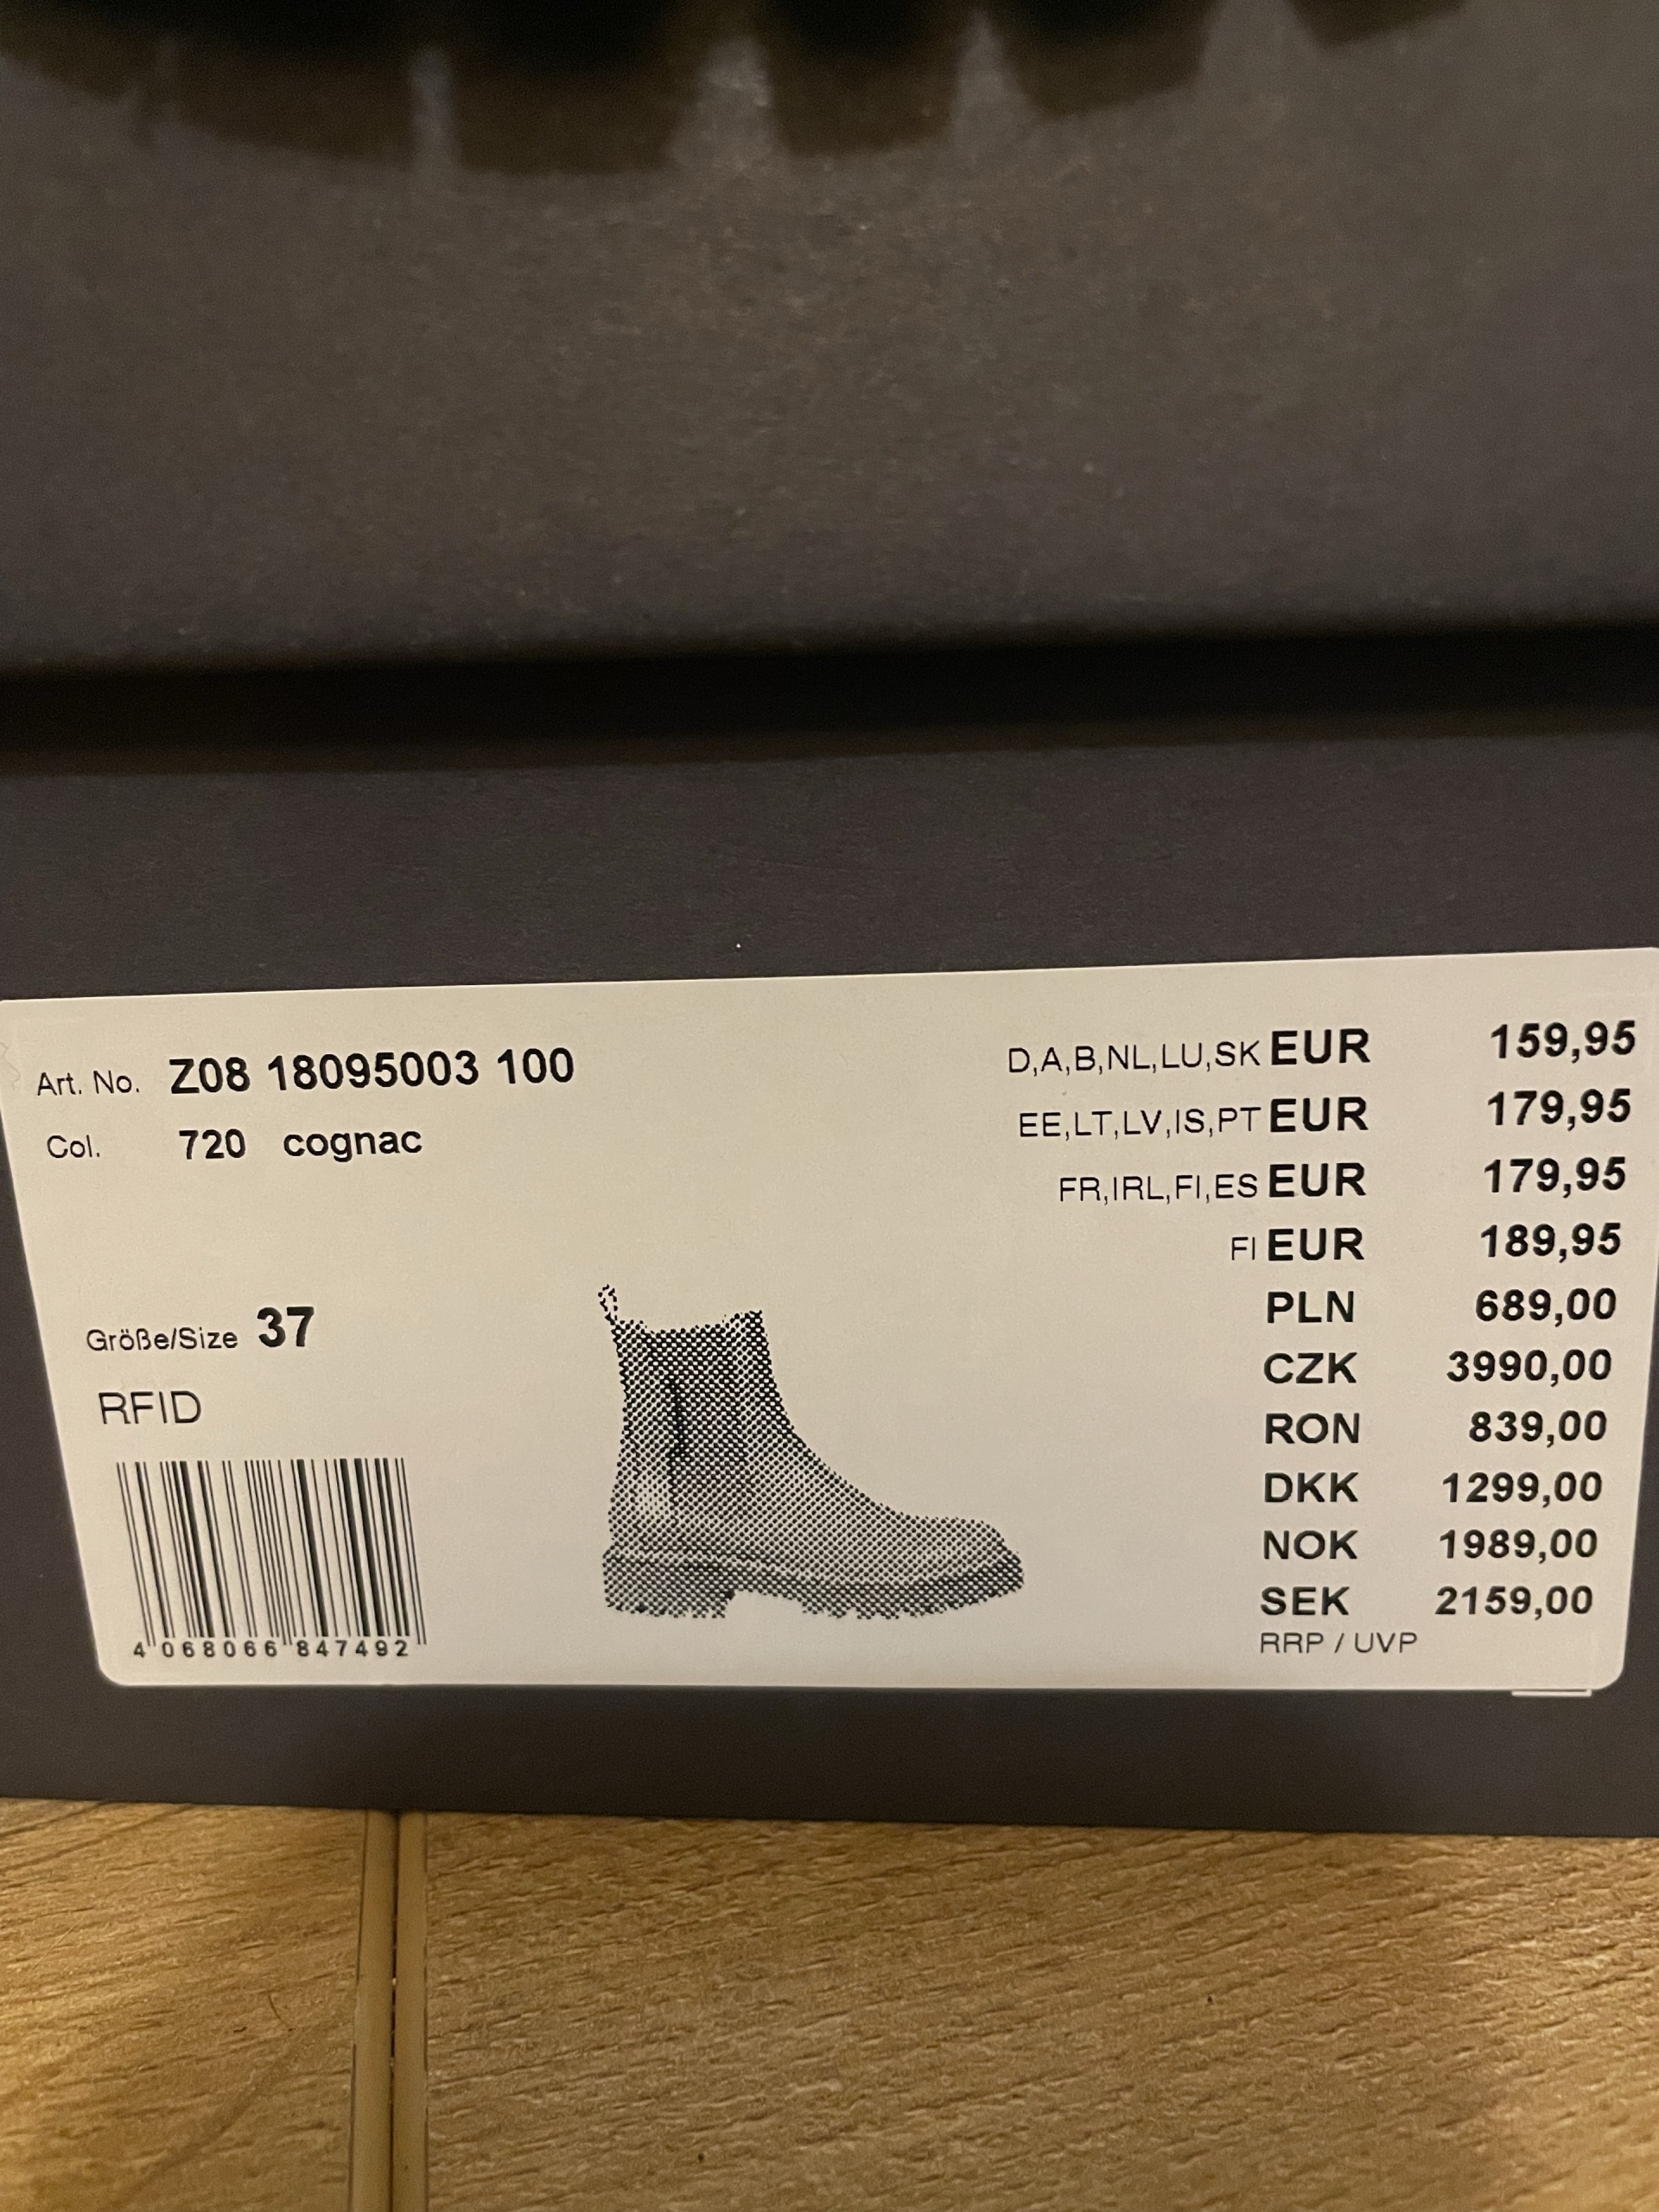 Art. No. Z08 18095003 100
Col. 720 cognac
Größe/Size 37
RFID
4 068066 847492
D,A,B,NL,LU,SK EUR 159,95
EE,LT,LV,IS,PT EUR 179,95
FR,IRL,FI,ES EUR 179,95
FI EUR 189,95
PLN 689,00
CZK 3990,00
RON 839,00
DKK 1299,00
NOK 1989,00
SEK 2159,00
RRP / UVP